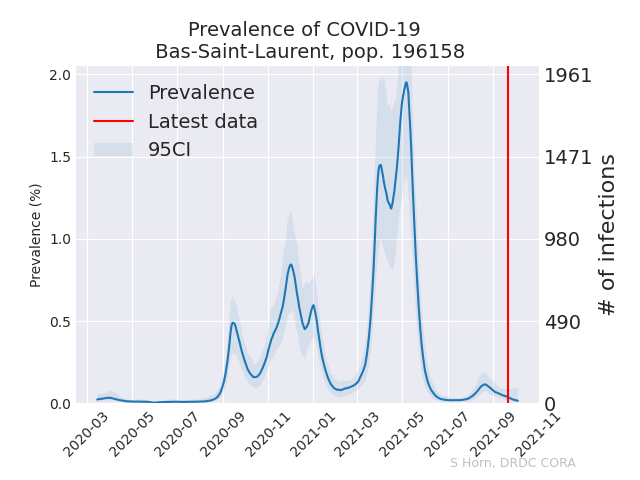 Prevalence of COVID-19
Bas-Saint-Laurent, pop. 196158
Prevalence
Latest data
95CI
Prevalence (%)
2.0
1.5
1.0
0.5
0.0
1961
1471
980
490
0
# of infections
2020-03
2020-05
2020-07
2020-09
2020-11
2021-01
2021-03
2021-05
2021-07
2021-09
2021-11
S Horn, DRDC CORA